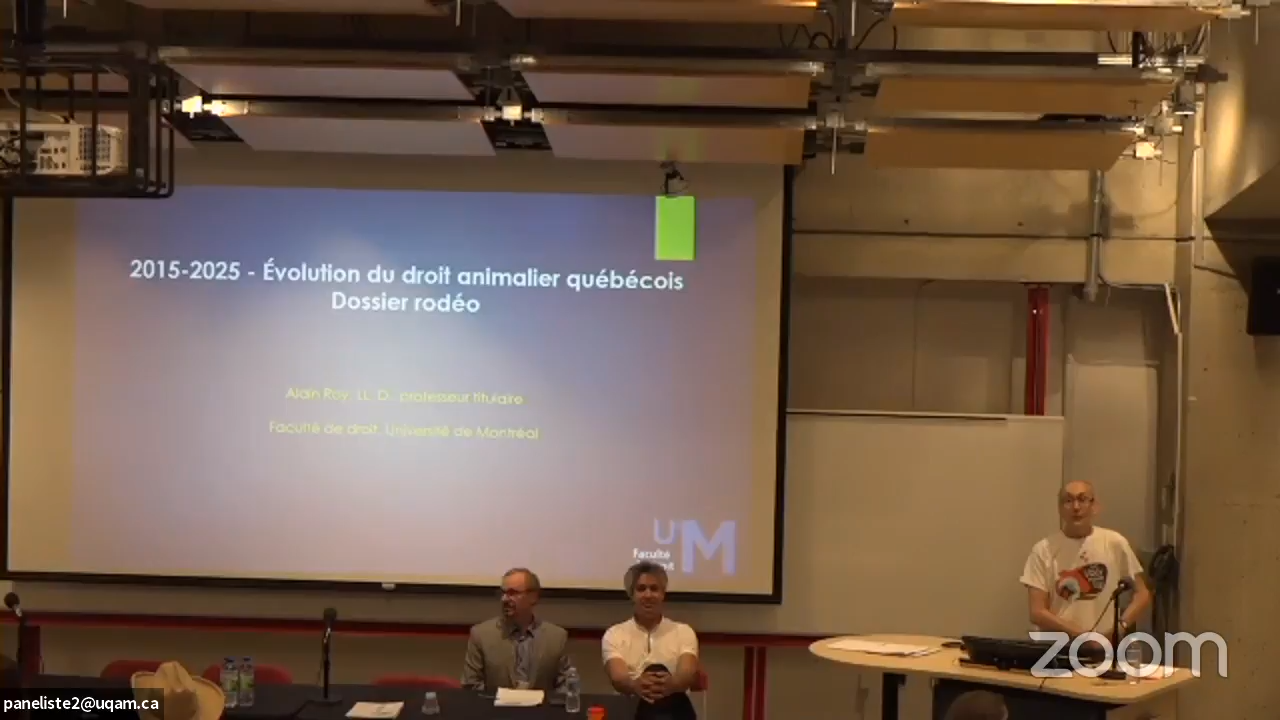 2015-2025 - Évolution du droit animalier québécois
Dossier rodéo
Alain Roy, LL. D., professeur titulaire
Faculté de droit, Université de Montréal
UM
Faculté
paneliste2@uqam.ca
zoom